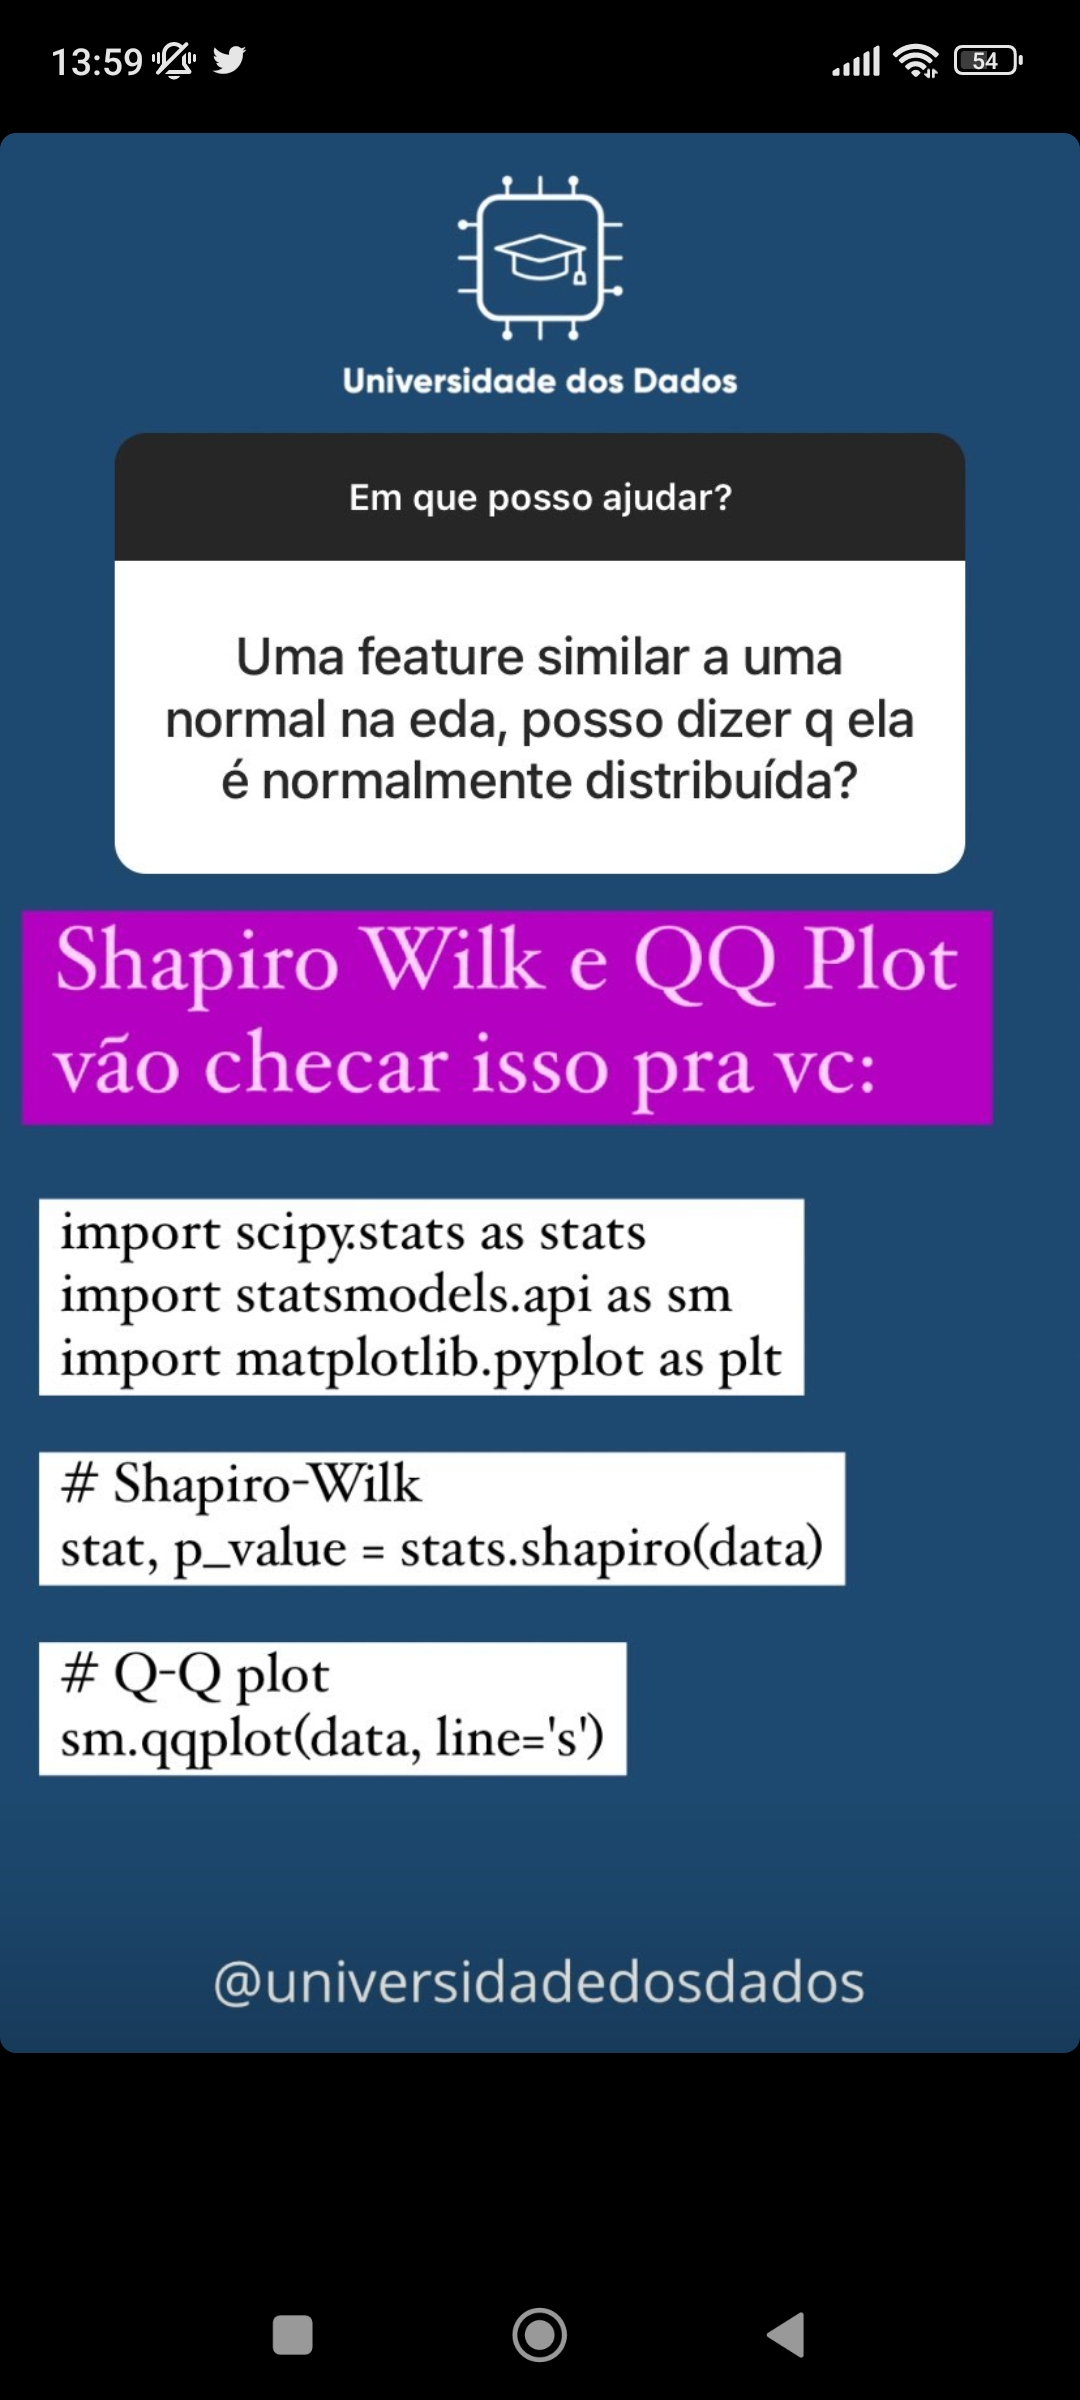 13:59
54
Universidade dos Dados
Em que posso ajudar?
Uma feature similar a uma
normal na eda, posso dizer q ela
é normalmente distribuída?
Shapiro Wilk e QQ Plot
vão checar isso pra vc:
import scipy.stats as stats
import statsmodels.api as sm
import matplotlib.pyplot as plt
# Shapiro-Wilk
stat, p_value = stats.shapiro(data)
# Q-Q plot
sm.qqplot(data, line='s')
@universidadedosdados